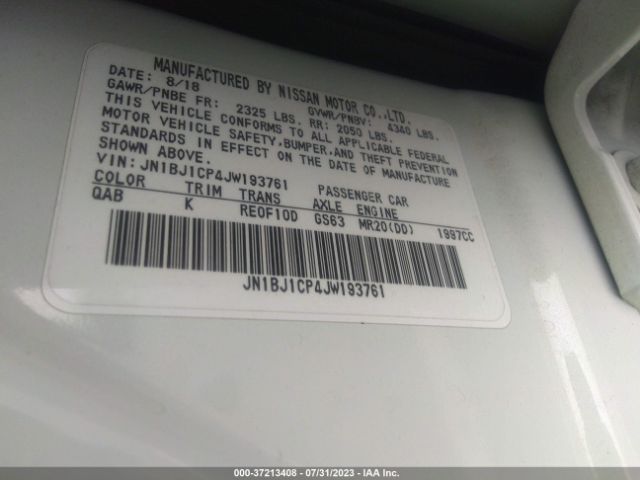 MANUFACTURED BY NISSAN MOTOR CO.,LTD.
DATE: 8/18 GVWR/PNBV: 4340 LBS.
GAWR/PNBE FR: 2325 LBS. RR: 2050 LBS.
THIS VEHICLE CONFORMS TO ALL APPLICABLE FEDERAL
MOTOR VEHICLE SAFETY,BUMPER,AND THEFT PREVENTION
STANDARDS IN EFFECT ON THE DATE OF MANUFACTURE
SHOWN ABOVE.
VIN: JN1BJ1CP4JW193761 PASSENGER CAR
COLOR TRIM TRANS AXLE ENGINE
QAB K RE0F10D GS63 MR20(DD) 1997CC
JN1BJ1CP4JW193761
000-37213408 - 07/31/2023 - IAA Inc.